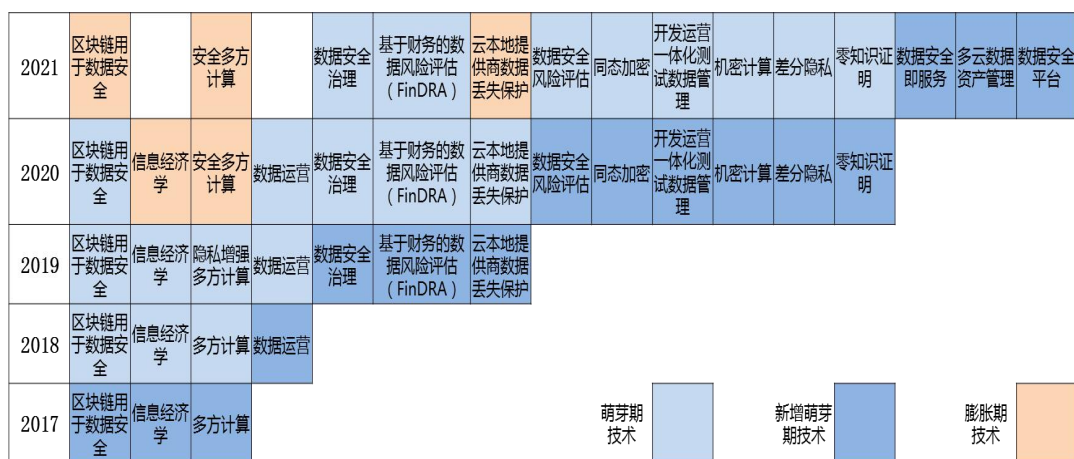 2021
区块链用
于数据安
全
安全多方
计算
数据安全
治理
基于财务的数
据风险评估
（FinDRA）
云本地提
供商数据
丢失保护
数据安全
风险评估
同态加密
开发运营
一体化测
试数据管
理
机密计算
差分隐私
零知识证
明
数据安全
即服务
多云数据
资产管理
数据安全
平台
2020
区块链用
于数据安
全
信息经济
学
安全多方
计算
数据运营
数据安全
治理
基于财务的数
据风险评估
（FinDRA）
云本地提
供商数据
丢失保护
数据安全
风险评估
同态加密
开发运营
一体化测
试数据管
理
机密计算
差分隐私
零知识证
明
2019
区块链用
于数据安
全
信息经济
学
隐私增强
多方计算
数据运营
数据安全
治理
基于财务的数
据风险评估
（FinDRA）
云本地提
供商数据
丢失保护
2018
区块链用
于数据安
全
信息经济
学
多方计算
数据运营
2017
区块链用
于数据安
全
信息经济
学
多方计算
萌芽期
技术
新增萌芽
期技术
膨胀期
技术